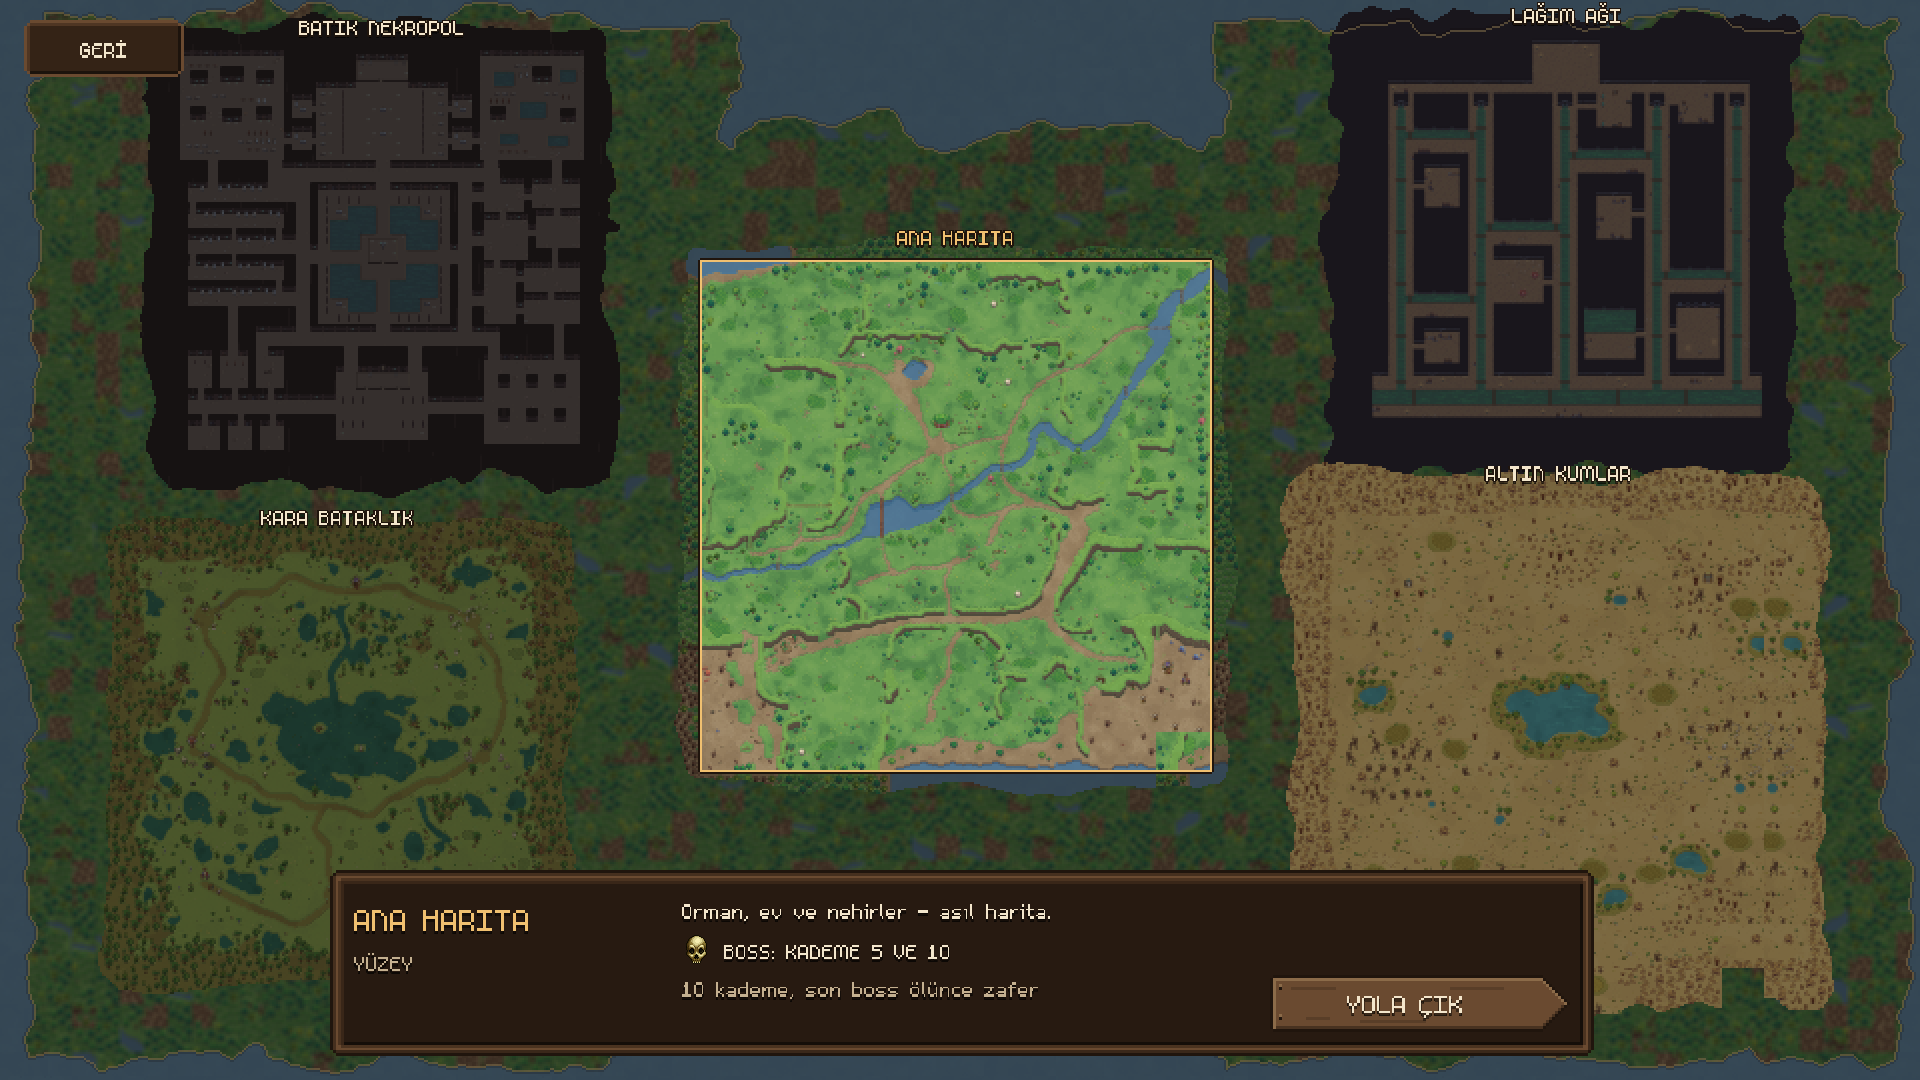 GERİ
BATIK NEKROPOL
LAĞIM AĞI
ANA HARITA
ALTIN KUMLAR
KARA BATAKLIK
ANA HARITA
YÜZEY
Orman, ev ve nehirler - asıl harita.
BOSS: KADEME 5 VE 10
10 kademe, son boss ölünce zafer
YOLA ÇIK